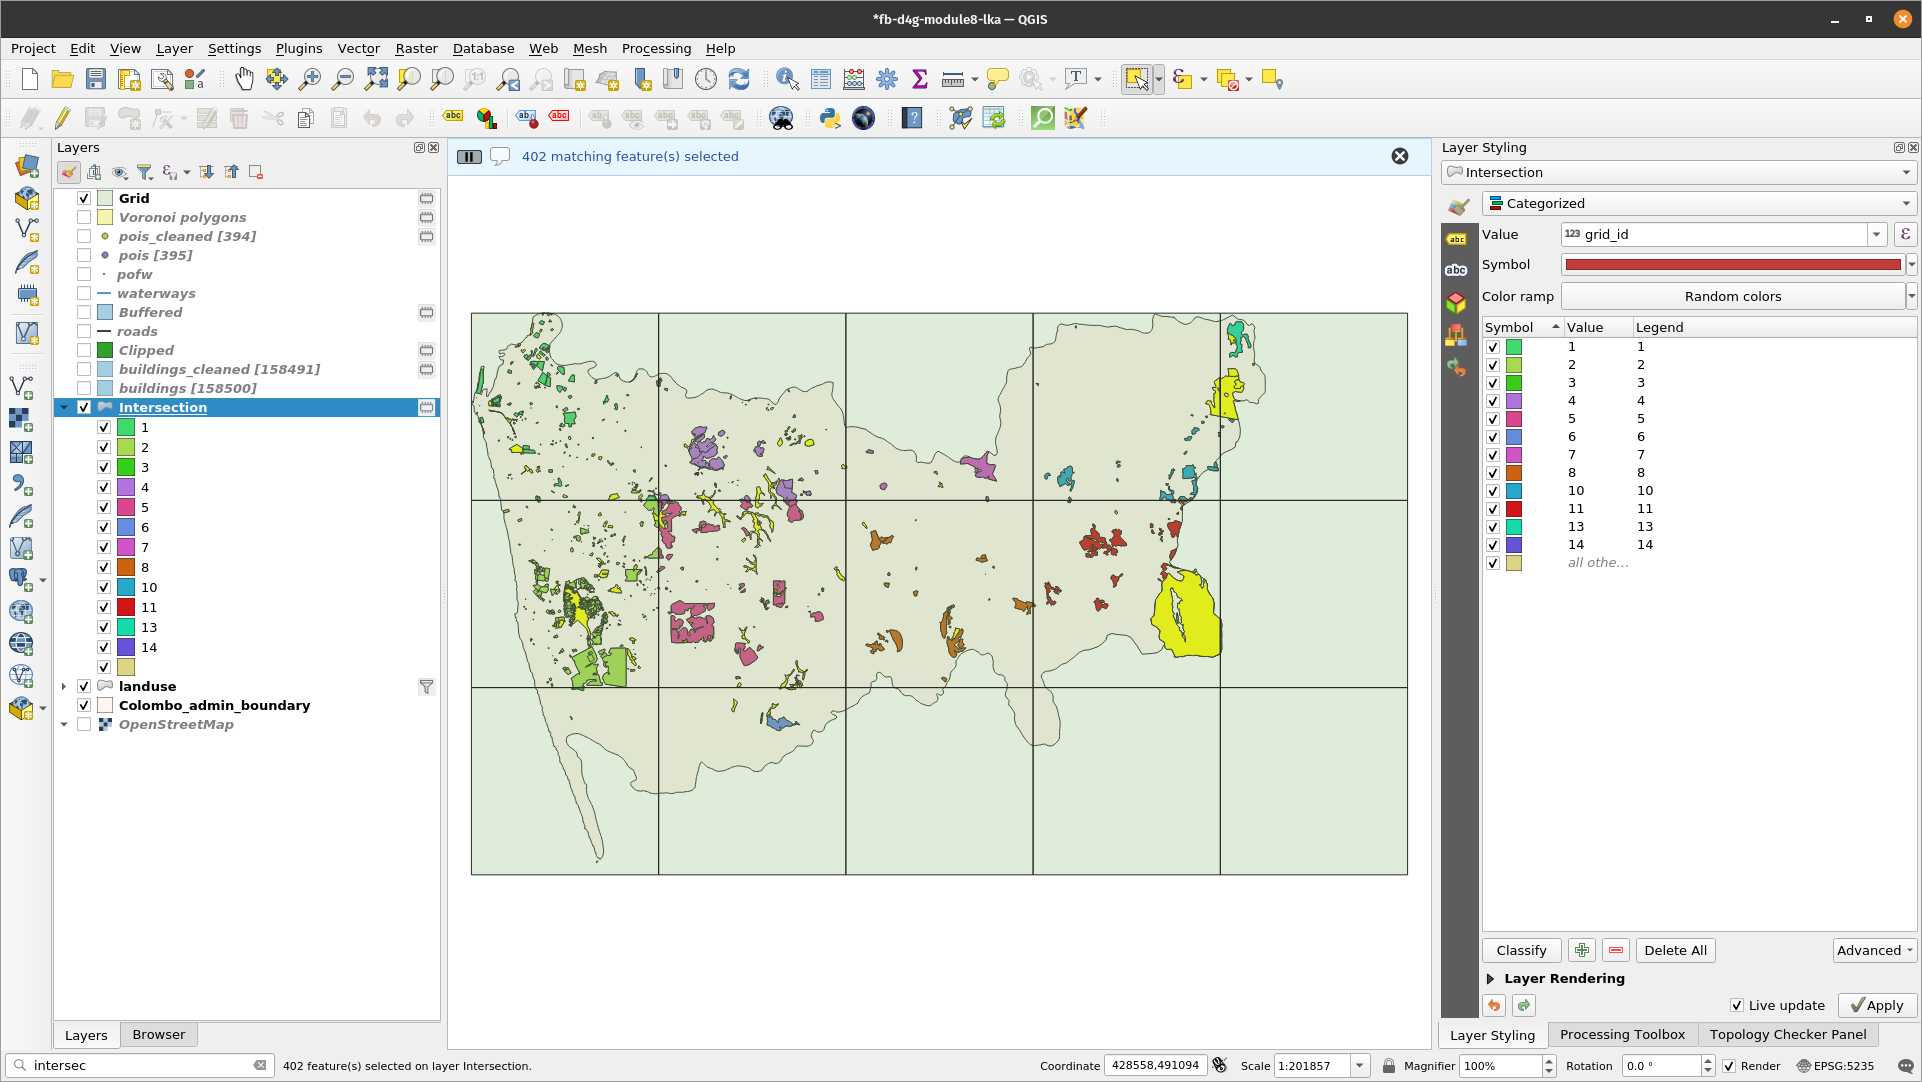 *fb-d4g-module8-lka — QGIS
Project Edit View Layer Settings Plugins Vector Raster Database Web Mesh Processing Help
Layers
402 matching feature(s) selected
Grid
Voronoi polygons
pois_cleaned [394]
pois [395]
pofw
waterways
Buffered
roads
Clipped
buildings_cleaned [158491]
buildings [158500]
Intersection
1
2
3
4
5
6
7
8
10
11
13
14
landuse
Colombo_admin_boundary
OpenStreetMap
Layers Browser
Layer Styling
Intersection
Categorized
Value 123 grid_id ε
Symbol
Color ramp Random colors
Symbol Value Legend
1 1
2 2
3 3
4 4
5 5
6 6
7 7
8 8
10 10
11 11
13 13
14 14
all othe...
Classify Delete All Advanced
Layer Rendering
Live update Apply
Layer Styling Processing Toolbox Topology Checker Panel
intersec 402 feature(s) selected on layer Intersection. Coordinate 428558,491094 Scale 1:201857 Magnifier 100% Rotation 0.0 ° Render EPSG:5235